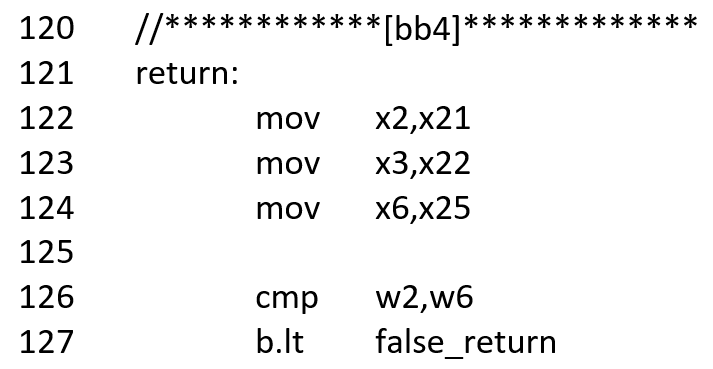 120 //************[bb4]*************
121 return:
122 mov x2,x21
123 mov x3,x22
124 mov x6,x25
125
126 cmp w2,w6
127 b.lt false_return